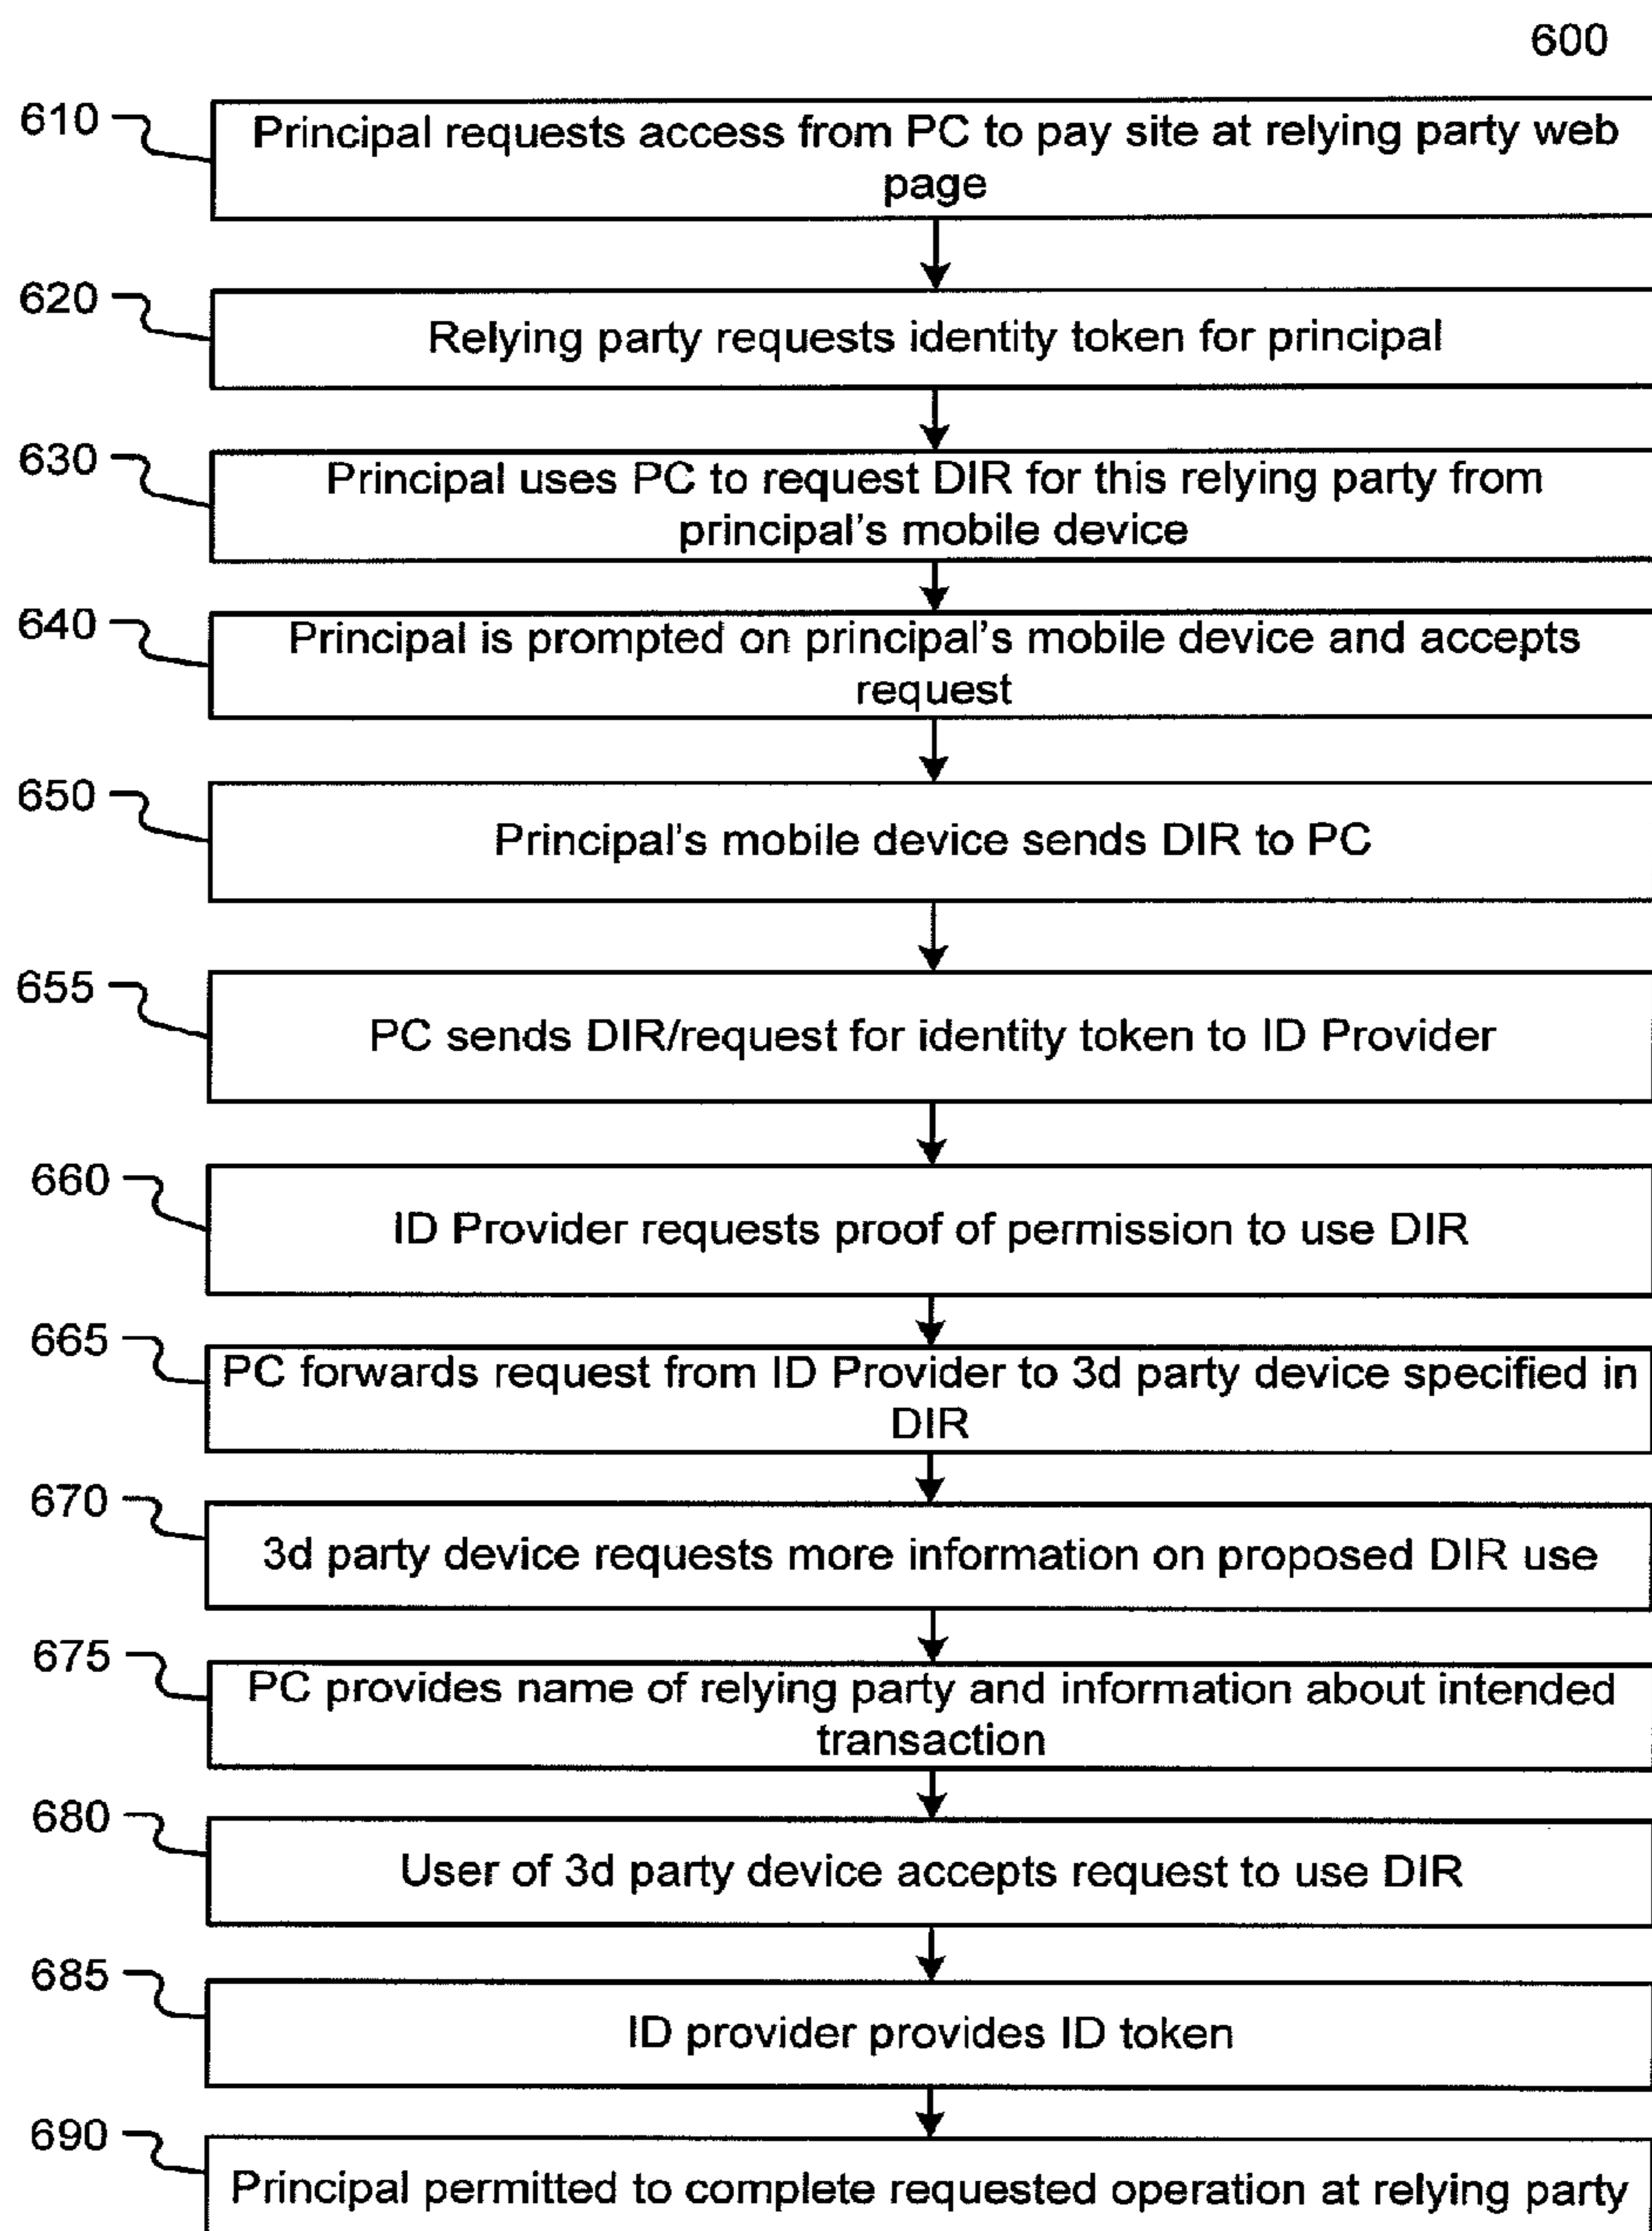 600
610
Principal requests access from PC to pay site at relying party web
page
620
Relying party requests identity token for principal
630
Principal uses PC to request DIR for this relying party from
principal's mobile device
640
Principal is prompted on principal's mobile device and accepts
request
650
Principal's mobile device sends DIR to PC
655
PC sends DIR/request for identity token to ID Provider
660
ID Provider requests proof of permission to use DIR
665
PC forwards request from ID Provider to 3d party device specified in
DIR
670
3d party device requests more information on proposed DIR use
675
PC provides name of relying party and information about intended
transaction
680
User of 3d party device accepts request to use DIR
685
ID provider provides ID token
690
Principal permitted to complete requested operation at relying party